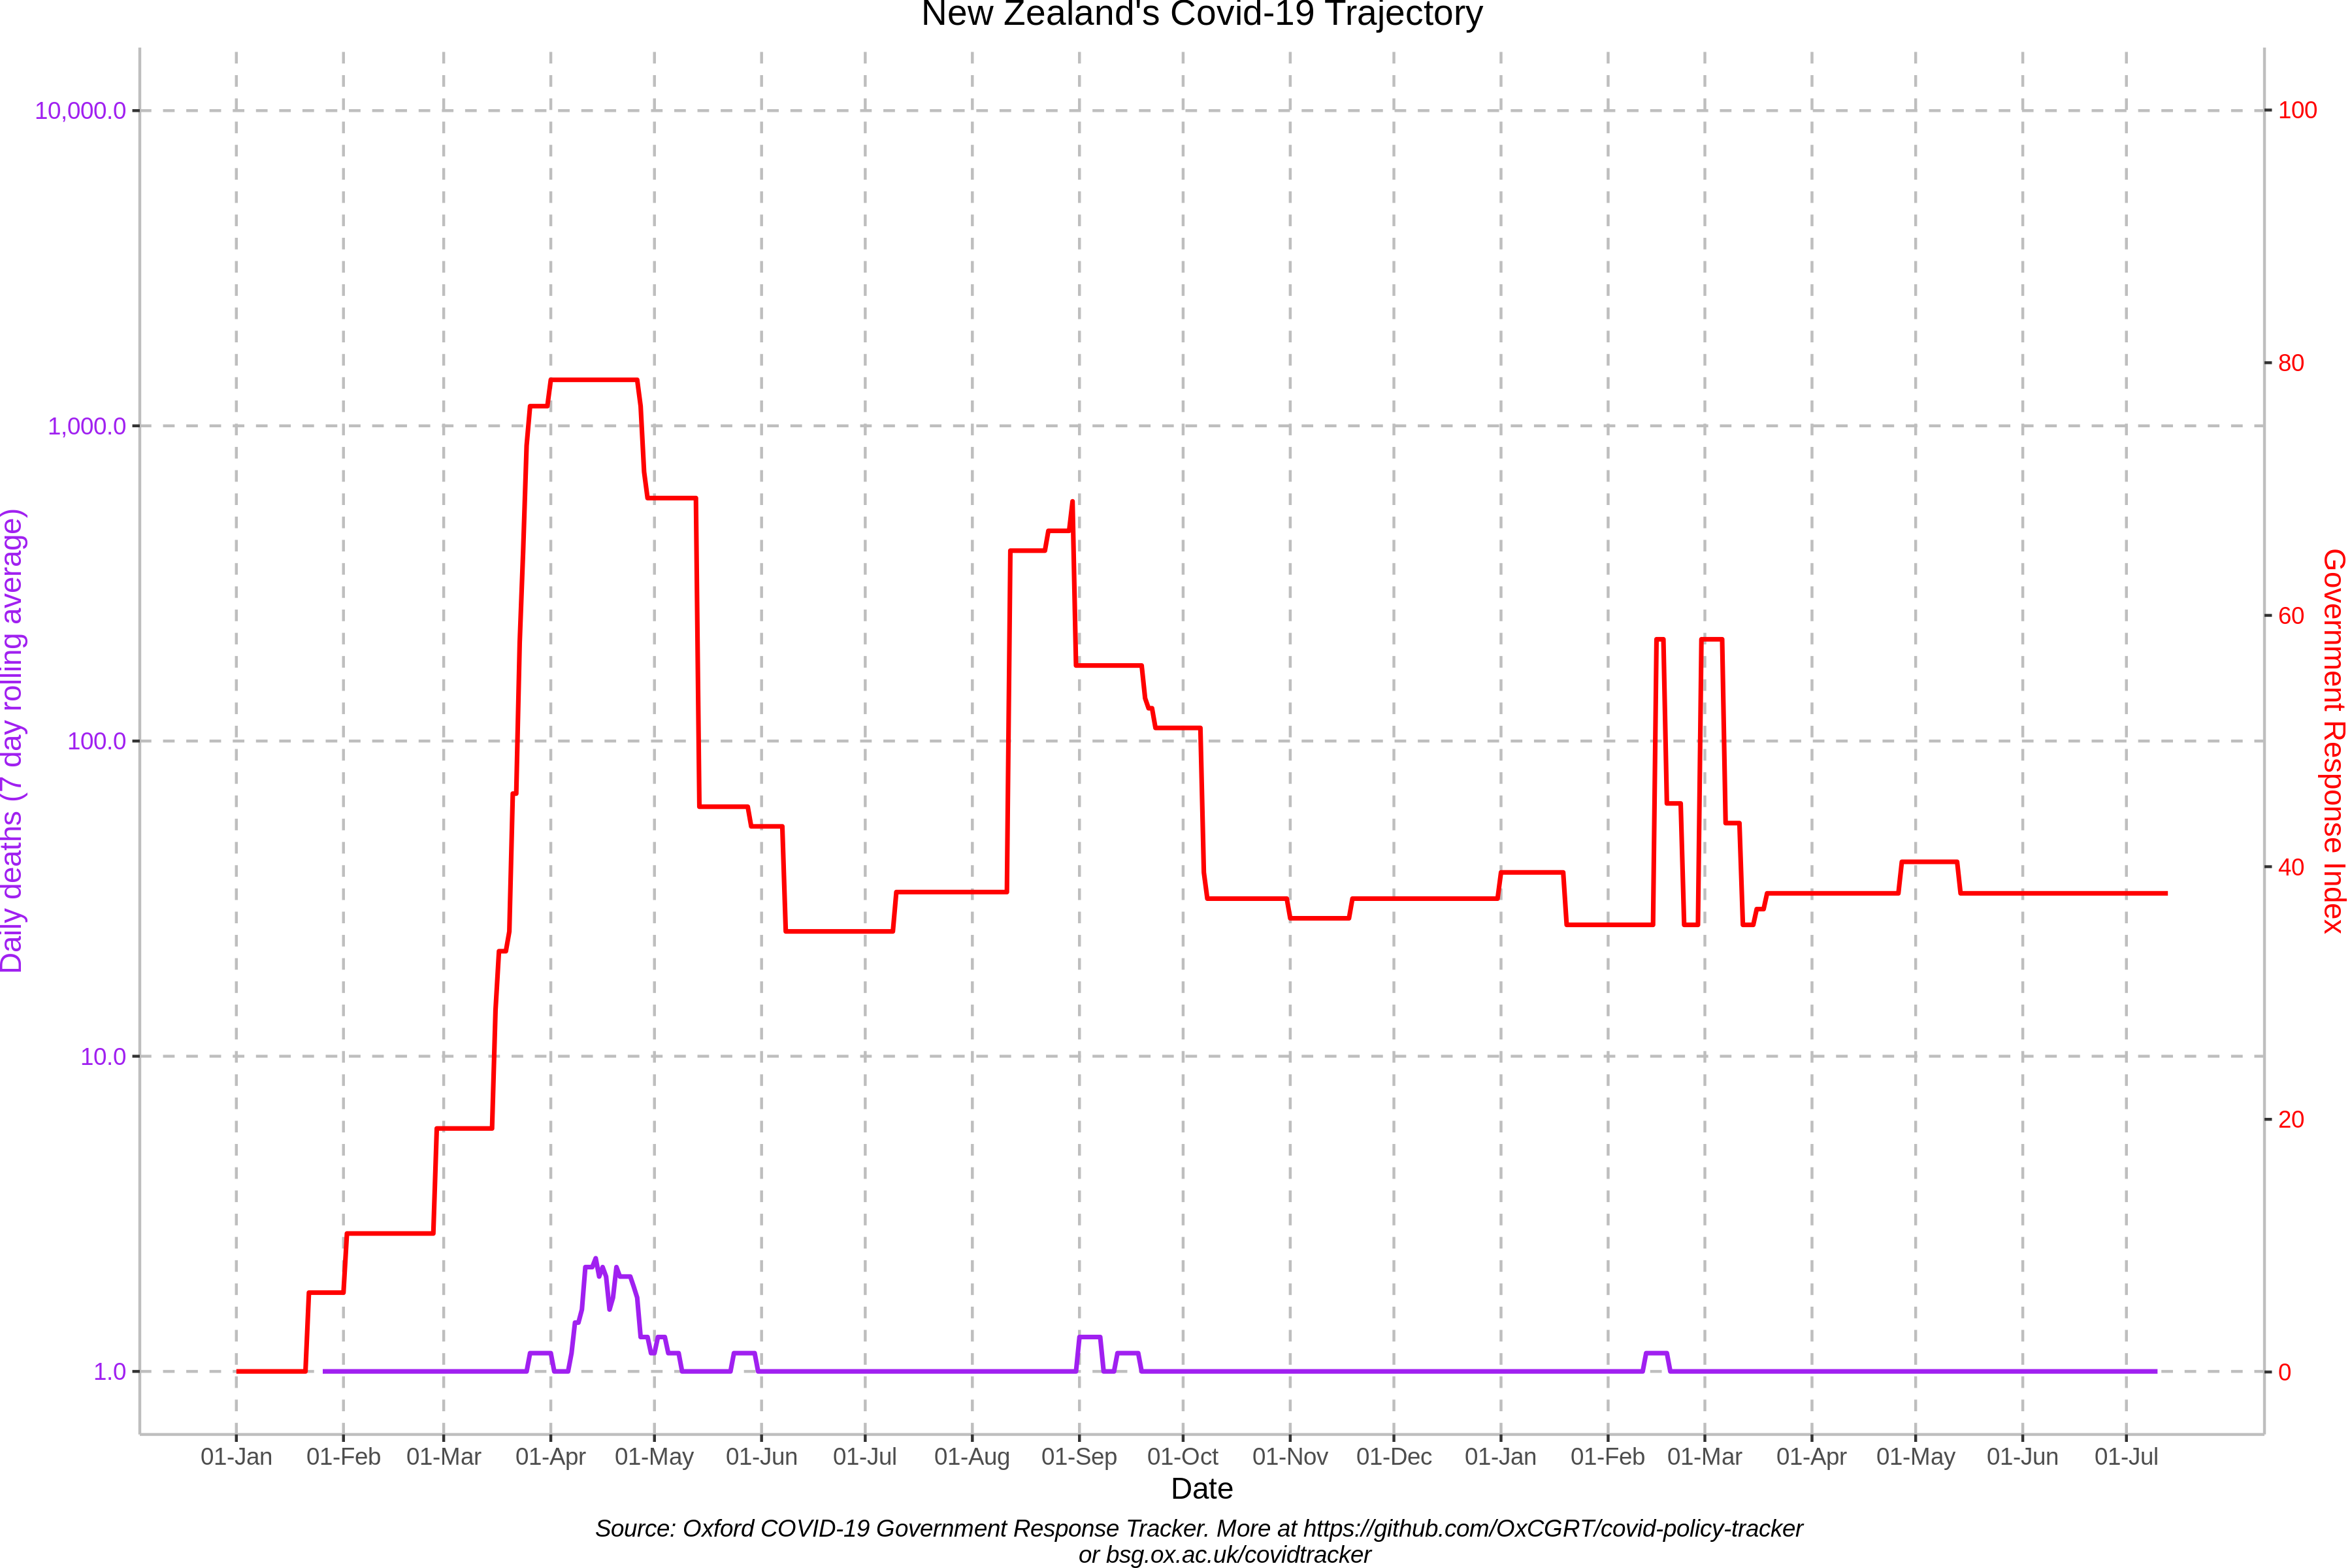 New Zealand's Covid-19 Trajectory
10,000.0
1,000.0
100.0
10.0
1.0
Daily deaths (7 day rolling average)
100
80
60
40
20
0
Government Response Index
01-Jan 01-Feb 01-Mar 01-Apr 01-May 01-Jun 01-Jul 01-Aug 01-Sep 01-Oct 01-Nov 01-Dec 01-Jan 01-Feb 01-Mar 01-Apr 01-May 01-Jun 01-Jul
Date
Source: Oxford COVID-19 Government Response Tracker. More at https://github.com/OxCGRT/covid-policy-tracker
or bsg.ox.ac.uk/covidtracker